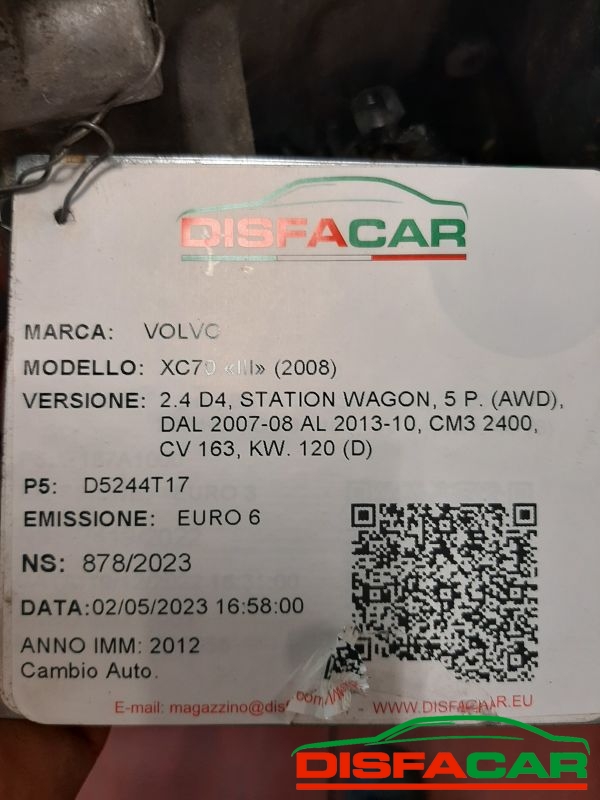 DISFACAR
MARCA: VOLVO
MODELLO: XC70 «III» (2008)
VERSIONE: 2.4 D4, STATION WAGON, 5 P. (AWD),
DAL 2007-08 AL 2013-10, CM3 2400,
CV 163, KW. 120 (D)
P5: D5244T17
EMISSIONE: EURO 6
NS: 878/2023
DATA:02/05/2023 16:58:00
ANNO IMM: 2012
Cambio Auto.
E-mail: WWW.DISFACAR.EU
DISFACAR